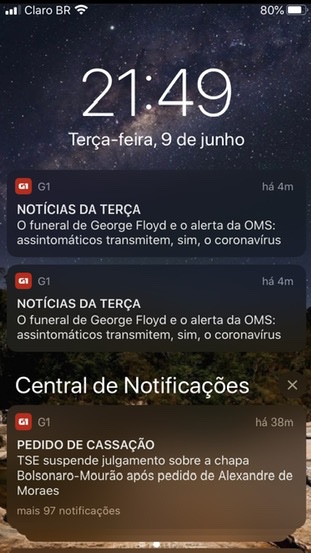 Claro BR 80%
21:49
Terça-feira, 9 de junho
G1 G1 há 4m
NOTÍCIAS DA TERÇA
O funeral de George Floyd e o alerta da OMS:
assintomáticos transmitem, sim, o coronavírus
G1 G1 há 4m
NOTÍCIAS DA TERÇA
O funeral de George Floyd e o alerta da OMS:
assintomáticos transmitem, sim, o coronavírus
Central de Notificações
G1 G1 há 38m
PEDIDO DE CASSAÇÃO
TSE suspende julgamento sobre a chapa
Bolsonaro-Mourão após pedido de Alexandre de
Moraes
mais 97 notificações